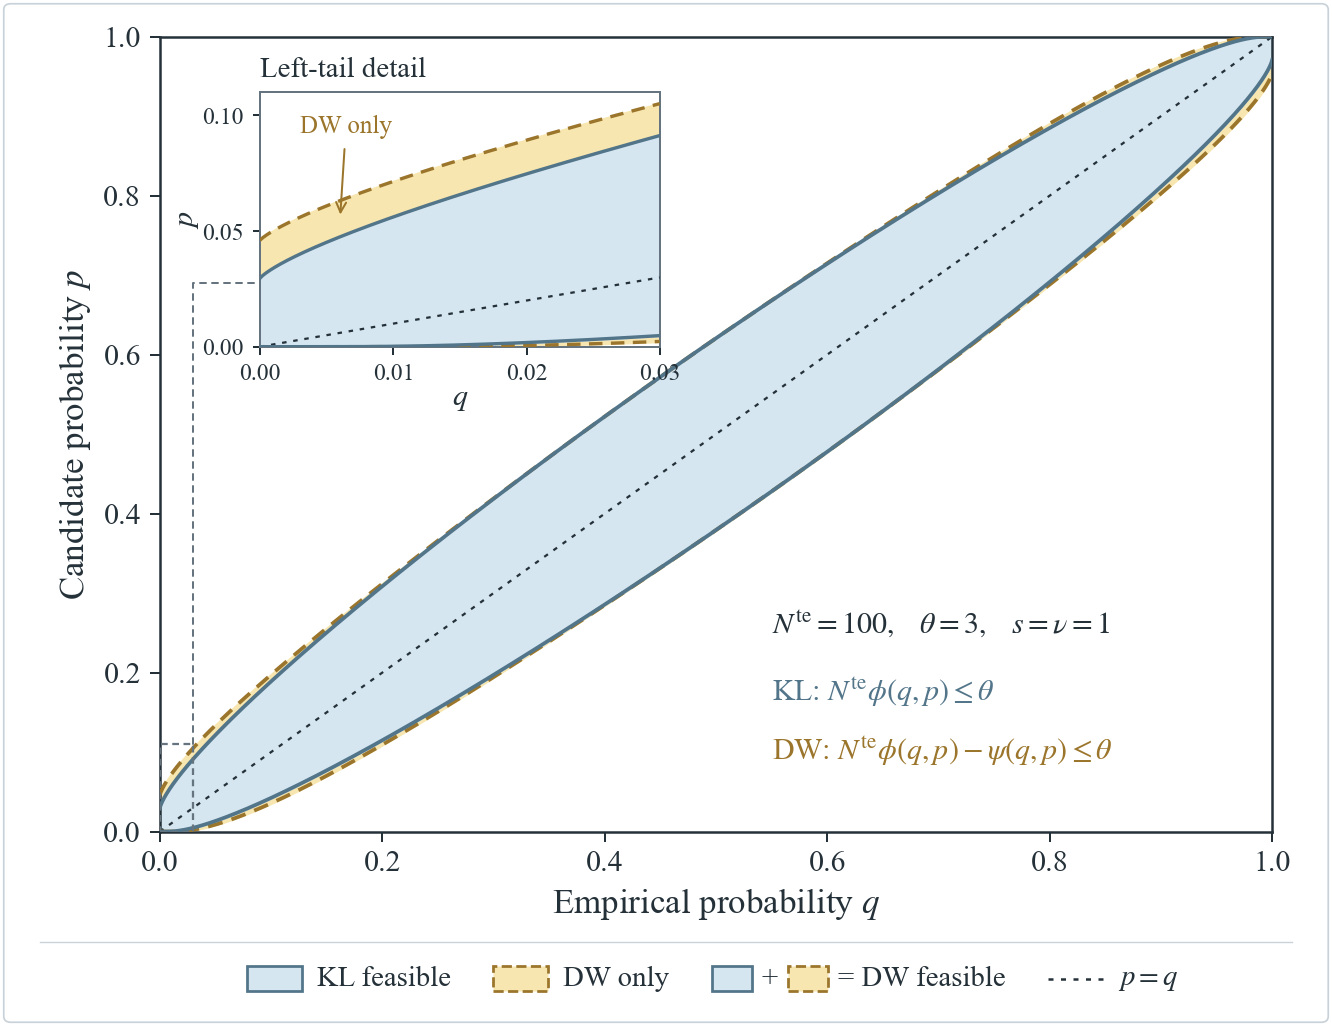 1.0
0.8
0.6
0.4
0.2
0.0
Candidate probability p
Left-tail detail
DW only
0.10
0.05
0.00
p
0.00 0.01 0.02 0.03
q
N^te = 100, θ = 3, s = ν = 1
KL: N^te ϕ(q, p) ≤ θ
DW: N^te ϕ(q, p) − ψ(q, p) ≤ θ
0.0 0.2 0.4 0.6 0.8 1.0
Empirical probability q
KL feasible DW only + = DW feasible p = q